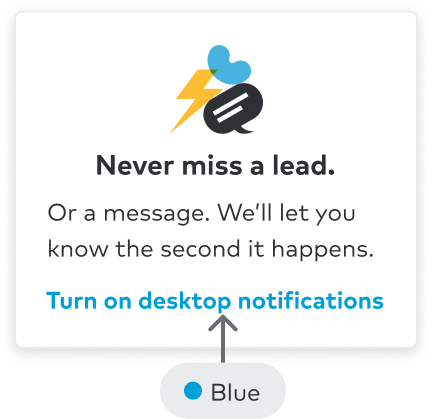 Never miss a lead.
Or a message. We’ll let you
know the second it happens.
Turn on desktop notifications
Blue